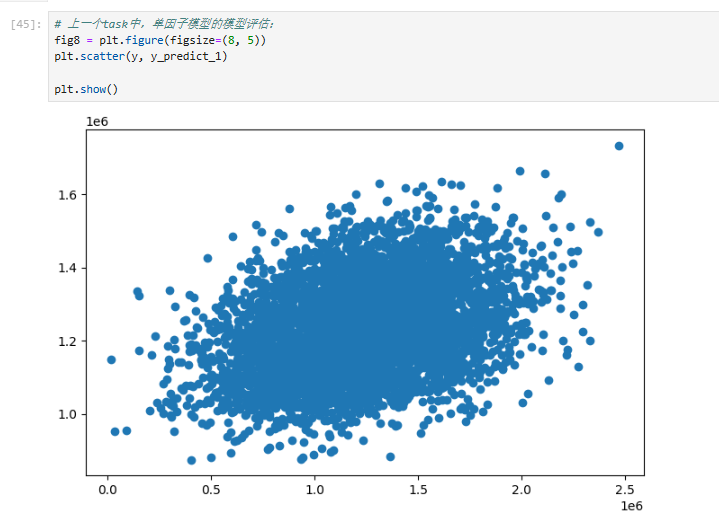 [45]: # 上一个task中，单因子模型的模型评估：
fig8 = plt.figure(figsize=(8, 5))
plt.scatter(y, y_predict_1)
plt.show()
1e6
1.6
1.4
1.2
1.0
0.0 0.5 1.0 1.5 2.0 2.5
1e6